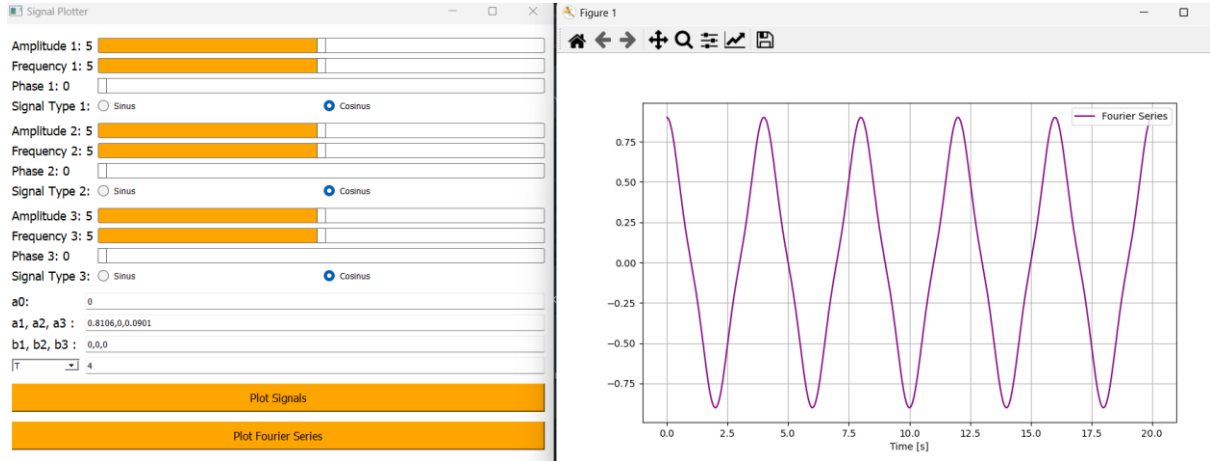 Signal Plotter
Amplitude 1: 5
Frequency 1: 5
Phase 1: 0
Signal Type 1: Sinus Cosinus
Amplitude 2: 5
Frequency 2: 5
Phase 2: 0
Signal Type 2: Sinus Cosinus
Amplitude 3: 5
Frequency 3: 5
Phase 3: 0
Signal Type 3: Sinus Cosinus
a0: 0
a1, a2, a3 : 0.8106,0,0.0901
b1, b2, b3 : 0,0,0
T 4
Plot Signals
Plot Fourier Series
Figure 1
Fourier Series
0.75
0.50
0.25
0.00
−0.25
−0.50
−0.75
0.0 2.5 5.0 7.5 10.0 12.5 15.0 17.5 20.0
Time [s]